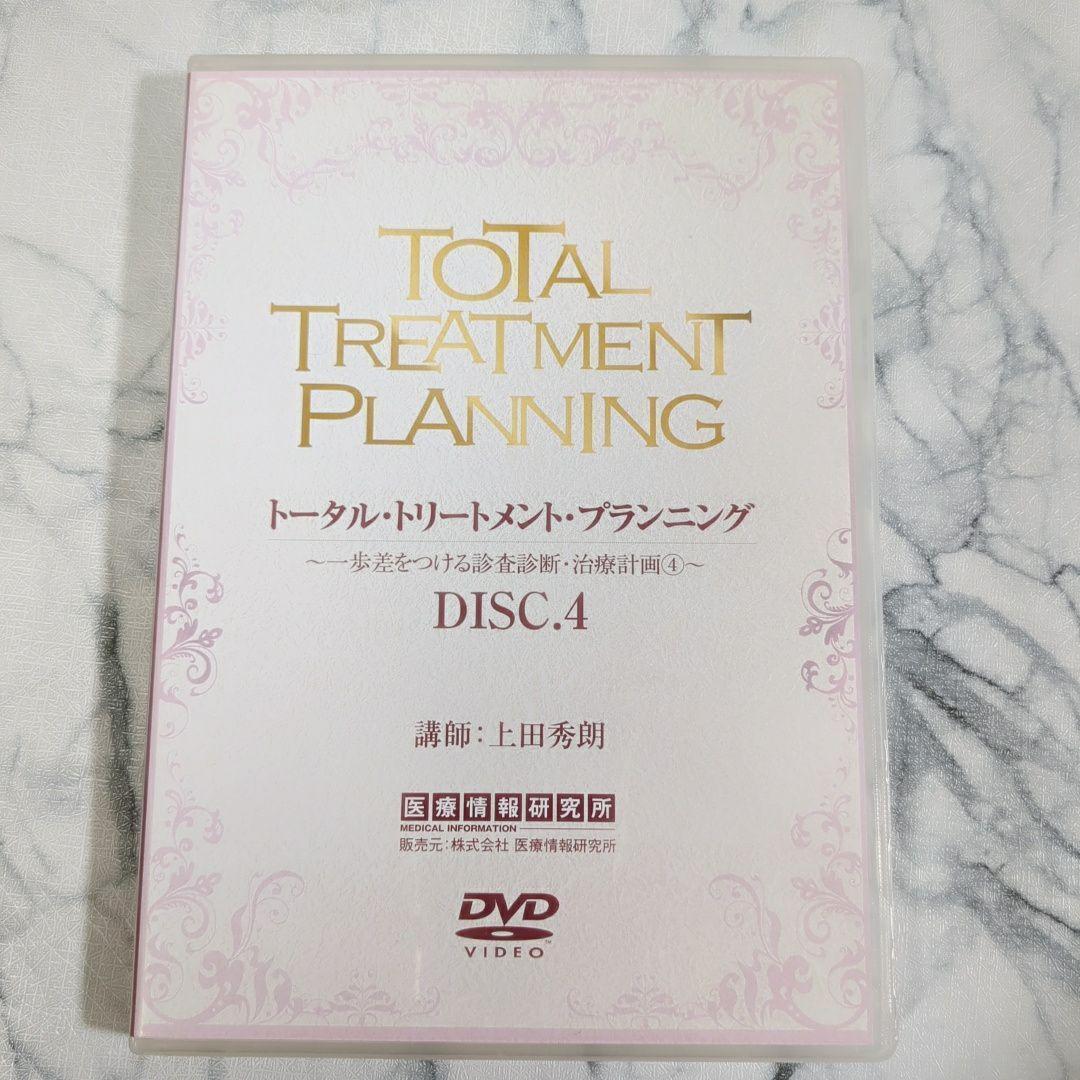 TOTAL
TREATMENT
PLANNING
トータル・トリートメント・プランニング
～一歩差をつける診査診断・治療計画④～
DISC.4
講師：上田秀朗
医療情報研究所
MEDICAL INFORMATION
販売元：株式会社 医療情報研究所
DVD
VIDEO